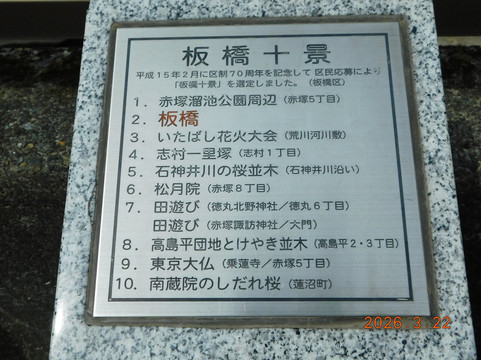 板橋十景
平成15年2月に区制70周年を記念して区民応募により
「板橋十景」を選定しました。（板橋区）
1．赤塚溜池公園周辺（赤塚5丁目）
2．板橋
3．いたばし花火大会（荒川河川敷）
4．志村一里塚（志村1丁目）
5．石神井川の桜並木（石神井川沿い）
6．松月院（赤塚8丁目）
7．田遊び（徳丸北野神社／徳丸6丁目）
田遊び（赤塚諏訪神社／大門）
8．高島平団地とけやき並木（高島平2・3丁目）
9．東京大仏（乗蓮寺／赤塚5丁目）
10．南蔵院のしだれ桜（蓮沼町）
2026.3.22